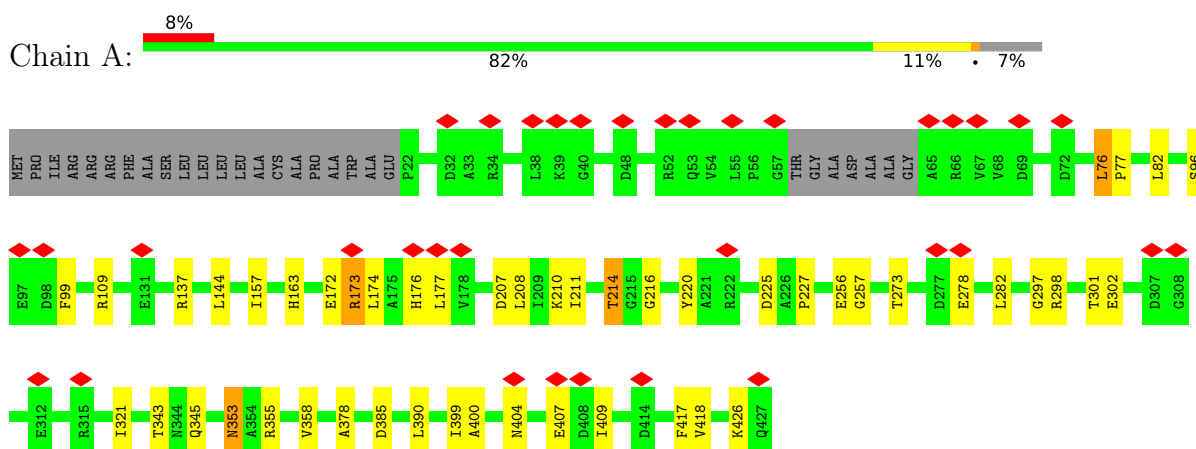 8%
Chain A:
82% 11% • 7%
MET PRO ILE ARG ARG ARG PHE ALA SER LEU LEU LEU LEU LEU ALA CYS ALA PRO ALA TRP ALA GLU P22 D32 A33 R34 L38 K39 G40 D48 R52 Q53 V54 L55 P56 G57 THR GLY ALA ASP ALA ALA GLY A65 R66 V67 V68 D69 D72 L76 P77 L82 S96
E97 D98 F99 R109 E131 R137 L144 I157 H163 E172 R173 L174 A175 H176 L177 V178 D207 L208 I209 K210 I211 T214 G215 G216 Y220 A221 R222 D225 A226 P227 E256 G257 T273 D277 E278 L282 G297 R298 T301 E302 D307 G308
E312 R315 I321 T343 N344 Q345 N353 A354 R355 V358 A378 D385 L390 I399 A400 N404 E407 D408 I409 D414 F417 V418 K426 Q427